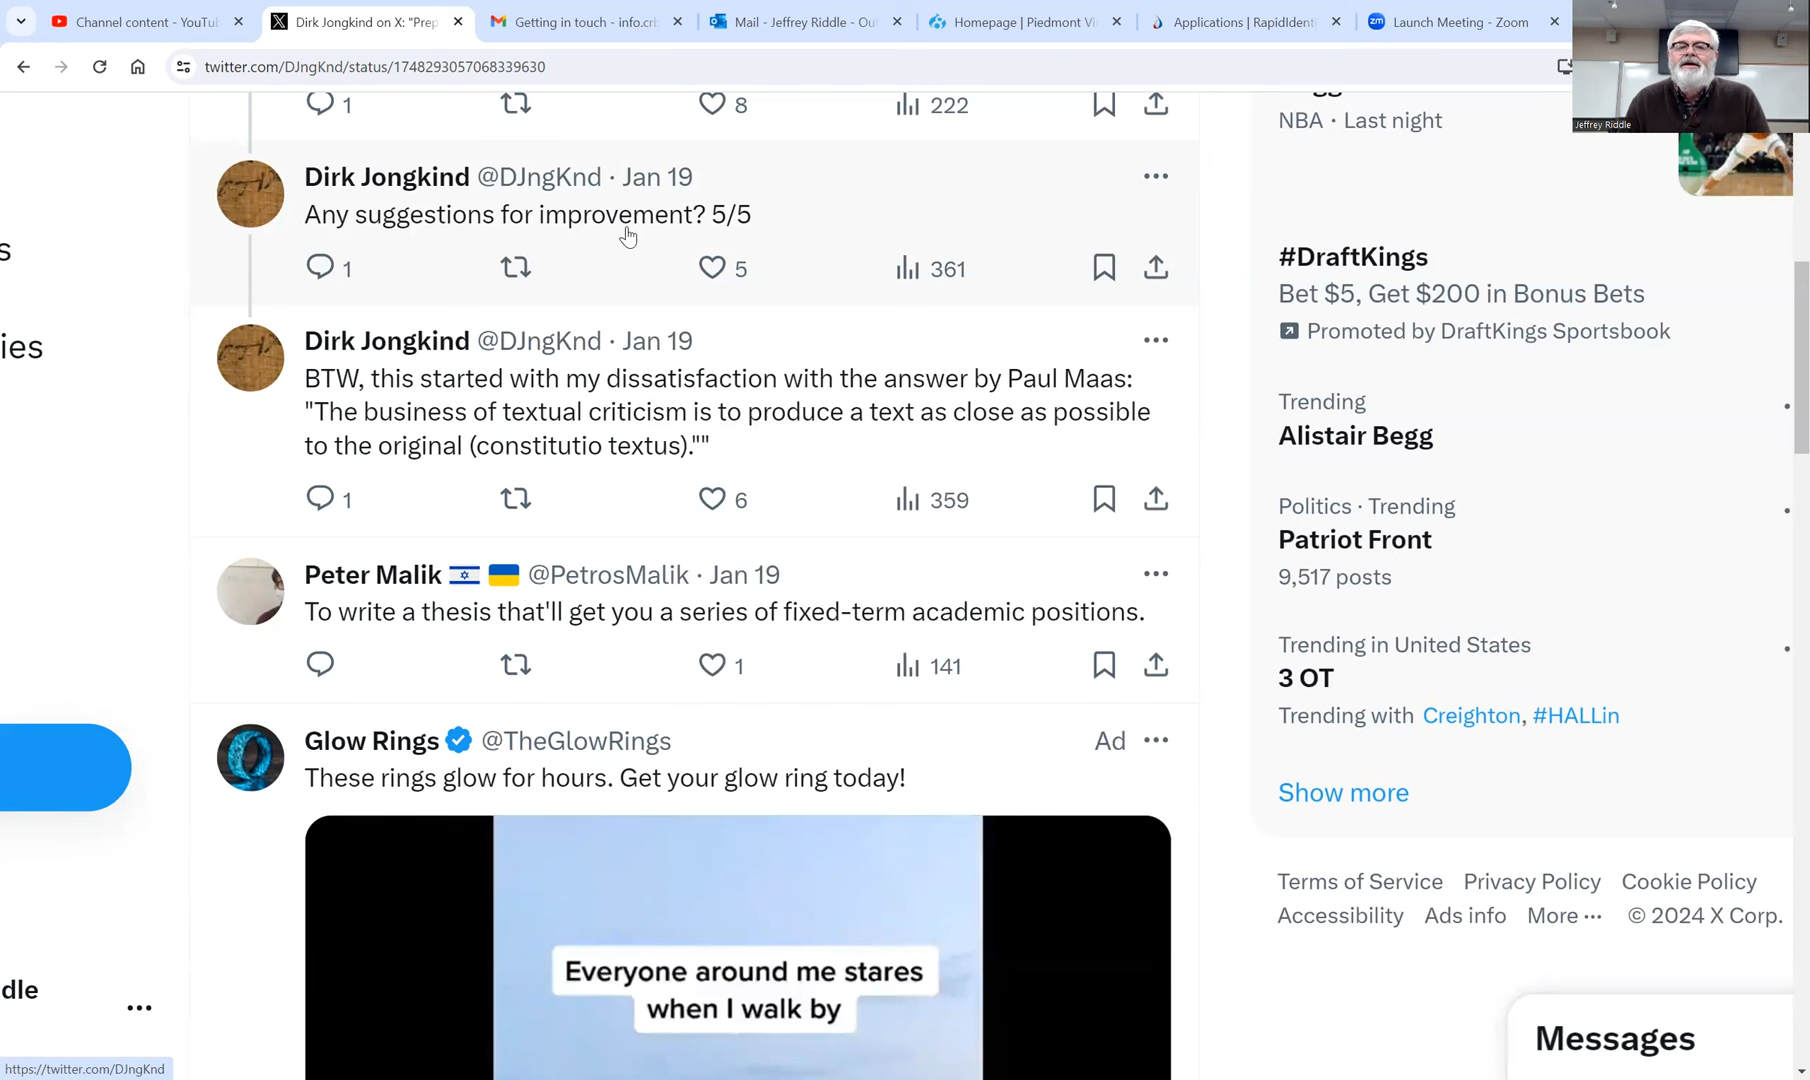 Channel content - YouTu
Dirk Jongkind on X: "Prep
Getting in touch - info.crb
Mail - Jeffrey Riddle - Out
Homepage | Piedmont Vi
Applications | RapidIdenti
Launch Meeting - Zoom
twitter.com/DJngKnd/status/1748293057068339630
Jeffrey Riddle
1 8 222
NBA · Last night
Dirk Jongkind @DJngKnd · Jan 19
Any suggestions for improvement? 5/5
1 5 361
Dirk Jongkind @DJngKnd · Jan 19
BTW, this started with my dissatisfaction with the answer by Paul Maas:
"The business of textual criticism is to produce a text as close as possible
to the original (constitutio textus).""
1 6 359
Peter Malik @PetrosMalik · Jan 19
To write a thesis that'll get you a series of fixed-term academic positions.
1 141
Glow Rings @TheGlowRings Ad
These rings glow for hours. Get your glow ring today!
Everyone around me stares
when I walk by
s
ies
dle
#DraftKings
Bet $5, Get $200 in Bonus Bets
Promoted by DraftKings Sportsbook
Trending
Alistair Begg
Politics · Trending
Patriot Front
9,517 posts
Trending in United States
3 OT
Trending with Creighton, #HALLin
Show more
Terms of Service Privacy Policy Cookie Policy
Accessibility Ads info More ··· © 2024 X Corp.
Messages
https://twitter.com/DJngKnd